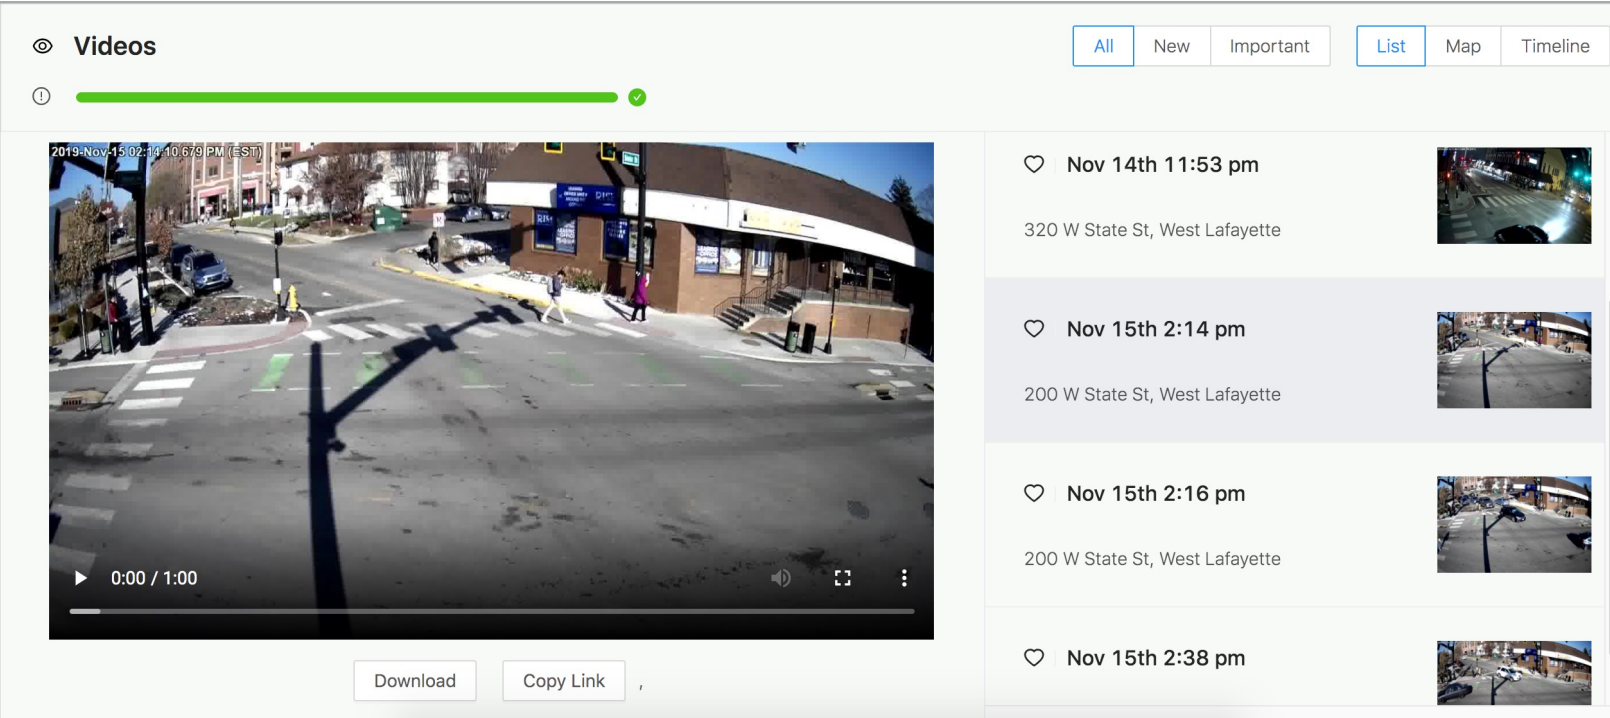 Videos
All New Important
List Map Timeline
2019-Nov-15 02:14:10.679 PM (EST)
0:00 / 1:00
Download Copy Link ,
Nov 14th 11:53 pm
320 W State St, West Lafayette
Nov 15th 2:14 pm
200 W State St, West Lafayette
Nov 15th 2:16 pm
200 W State St, West Lafayette
Nov 15th 2:38 pm